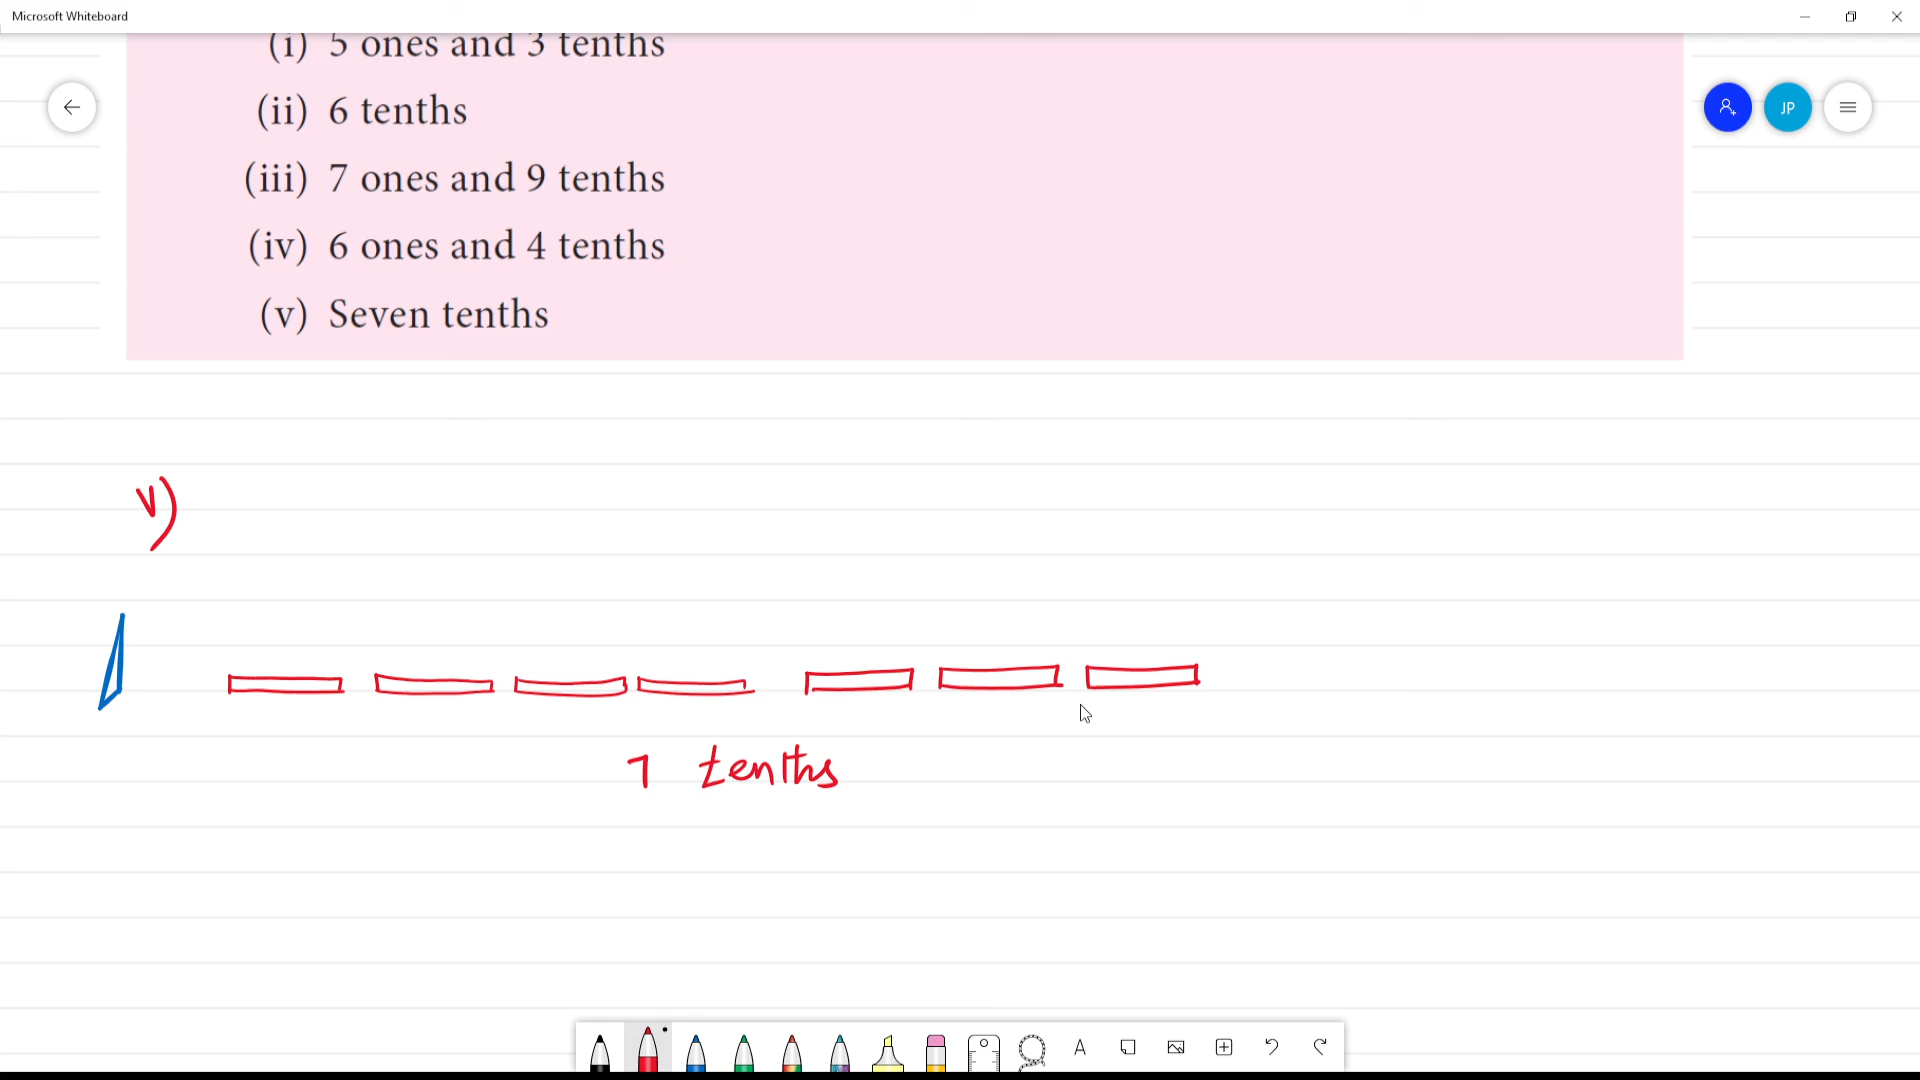 Microsoft Whiteboard
(i) 5 ones and 3 tenths
(ii) 6 tenths
JP
(iii) 7 ones and 9 tenths
(iv) 6 ones and 4 tenths
(v) Seven tenths
v)
7 tenths
A